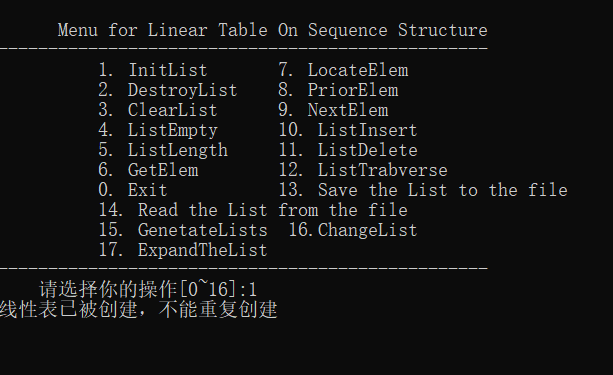 Menu for Linear Table On Sequence Structure
-------------------------------------------------
1. InitList 7. LocateElem
2. DestroyList 8. PriorElem
3. ClearList 9. NextElem
4. ListEmpty 10. ListInsert
5. ListLength 11. ListDelete
6. GetElem 12. ListTrabverse
0. Exit 13. Save the List to the file
14. Read the List from the file
15. GenetateLists 16.ChangeList
17. ExpandTheList
-------------------------------------------------
请选择你的操作[0~16]:1
线性表已被创建，不能重复创建